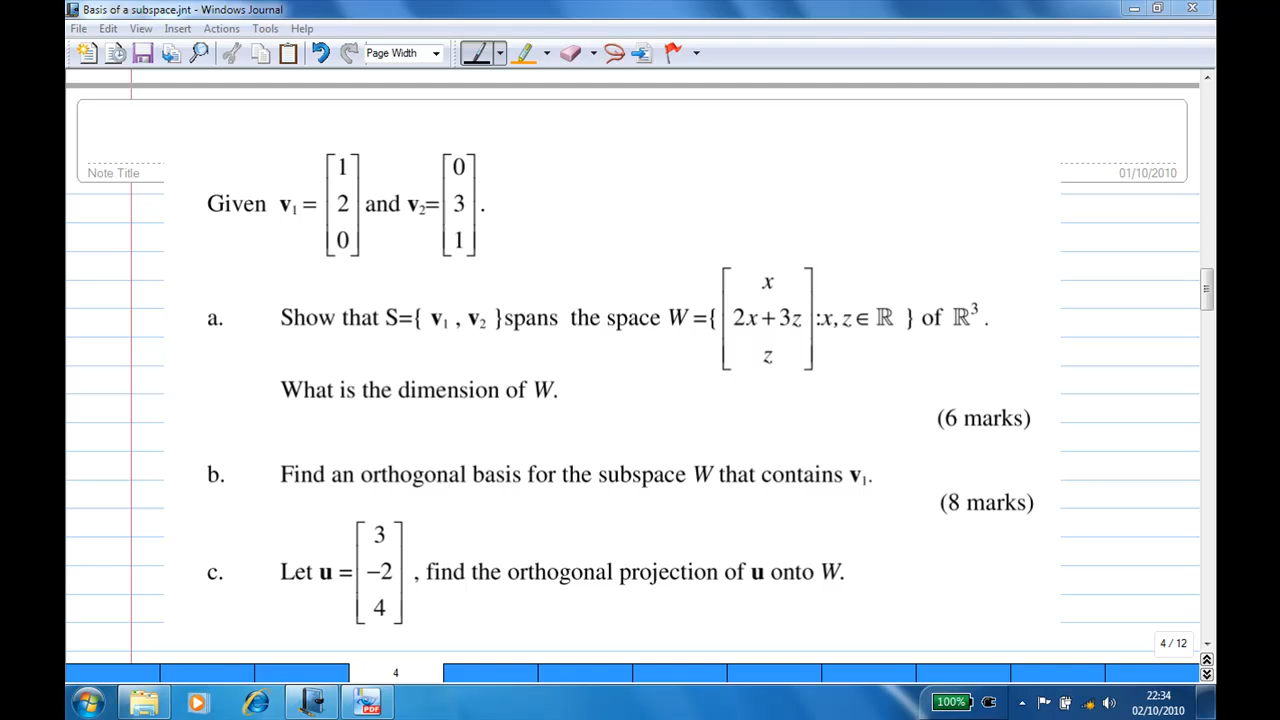 Basis of a subspace.jnt - Windows Journal
File Edit View Insert Actions Tools Help
Page Width
Note Title
01/10/2010
Given v₁ = [1 2 0] and v₂= [0 3 1].
a. Show that S={ v₁ , v₂ }spans the space W ={ [x 2x+3z z] :x, z∈ ℝ } of ℝ³ .
What is the dimension of W.
(6 marks)
b. Find an orthogonal basis for the subspace W that contains v₁.
(8 marks)
c. Let u = [3 −2 4] , find the orthogonal projection of u onto W.
4 / 12
4
PDF
100%
22:34
02/10/2010